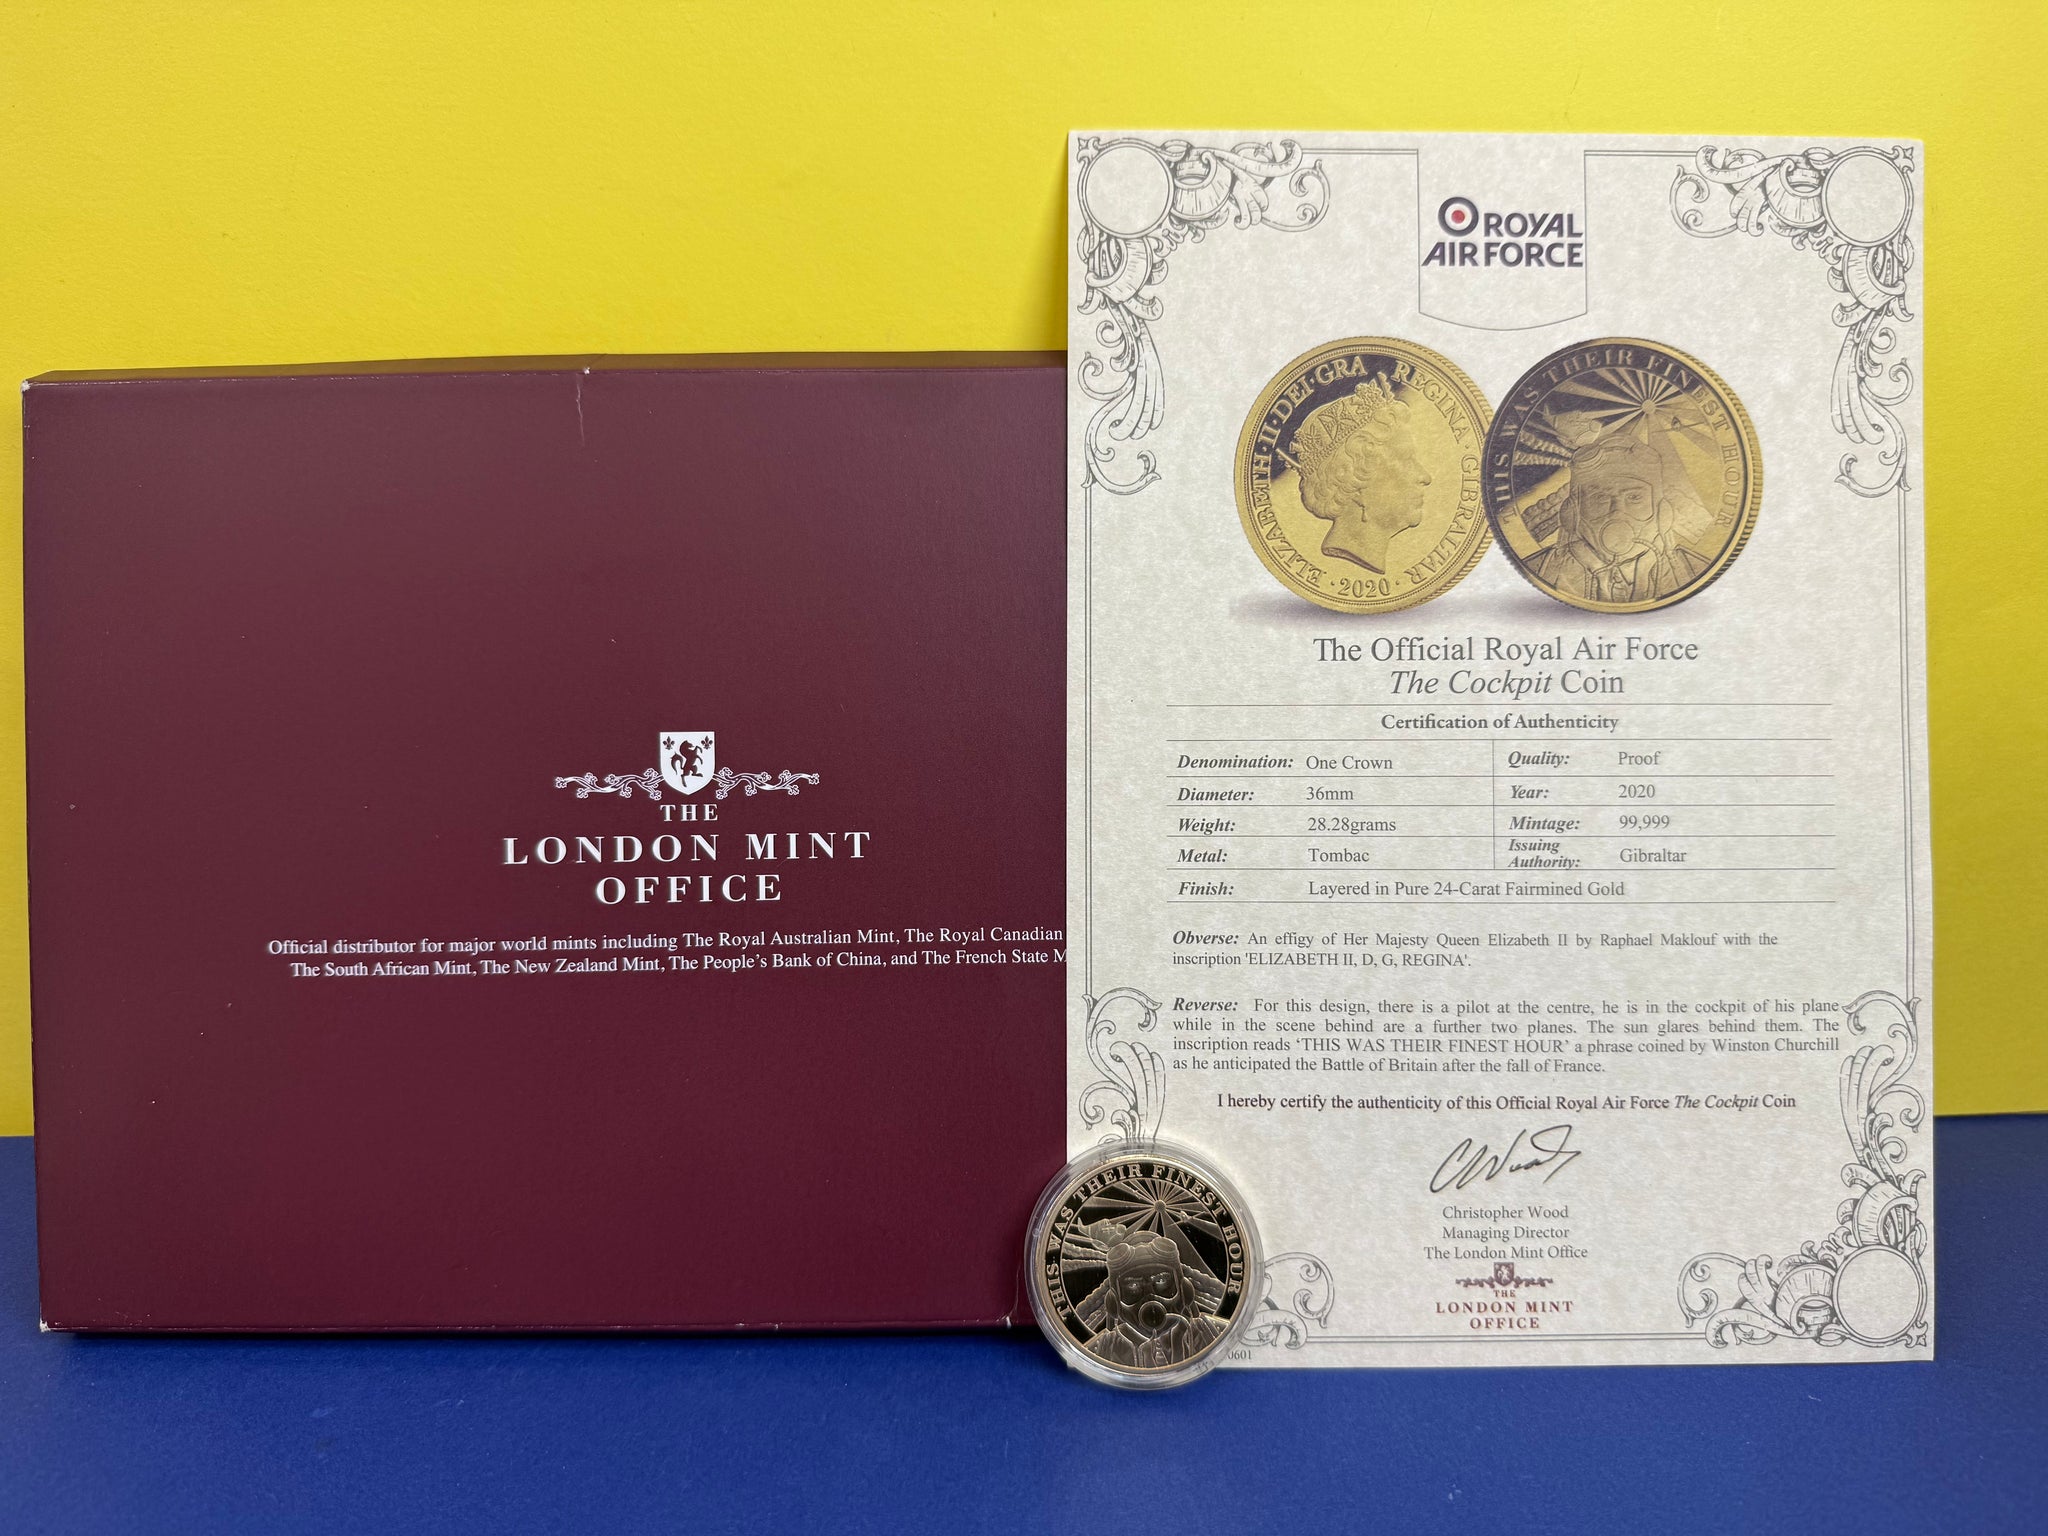 THE
LONDON MINT
OFFICE
Official distributor for major world mints including The Royal Australian Mint, The Royal Canadian
The South African Mint, The New Zealand Mint, The People's Bank of China, and The French State M
ROYAL
AIR FORCE
ELIZABETH·II·DEI·GRA REGINA·GIBRALTAR
·2020·
THIS WAS THEIR FINEST HOUR
The Official Royal Air Force
The Cockpit Coin
Certification of Authenticity
Denomination: One Crown Quality: Proof
Diameter: 36mm Year: 2020
Weight: 28.28grams Mintage: 99,999
Metal: Tombac Issuing Authority: Gibraltar
Finish: Layered in Pure 24-Carat Fairmined Gold
Obverse: An effigy of Her Majesty Queen Elizabeth II by Raphael Maklouf with the
inscription 'ELIZABETH II, D, G, REGINA'.
Reverse: For this design, there is a pilot at the centre, he is in the cockpit of his plane
while in the scene behind are a further two planes. The sun glares behind them. The
inscription reads ‘THIS WAS THEIR FINEST HOUR’ a phrase coined by Winston Churchill
as he anticipated the Battle of Britain after the fall of France.
I hereby certify the authenticity of this Official Royal Air Force The Cockpit Coin
CWood
Christopher Wood
Managing Director
The London Mint Office
THE
LONDON MINT
OFFICE
0601
THIS WAS THEIR FINEST HOUR